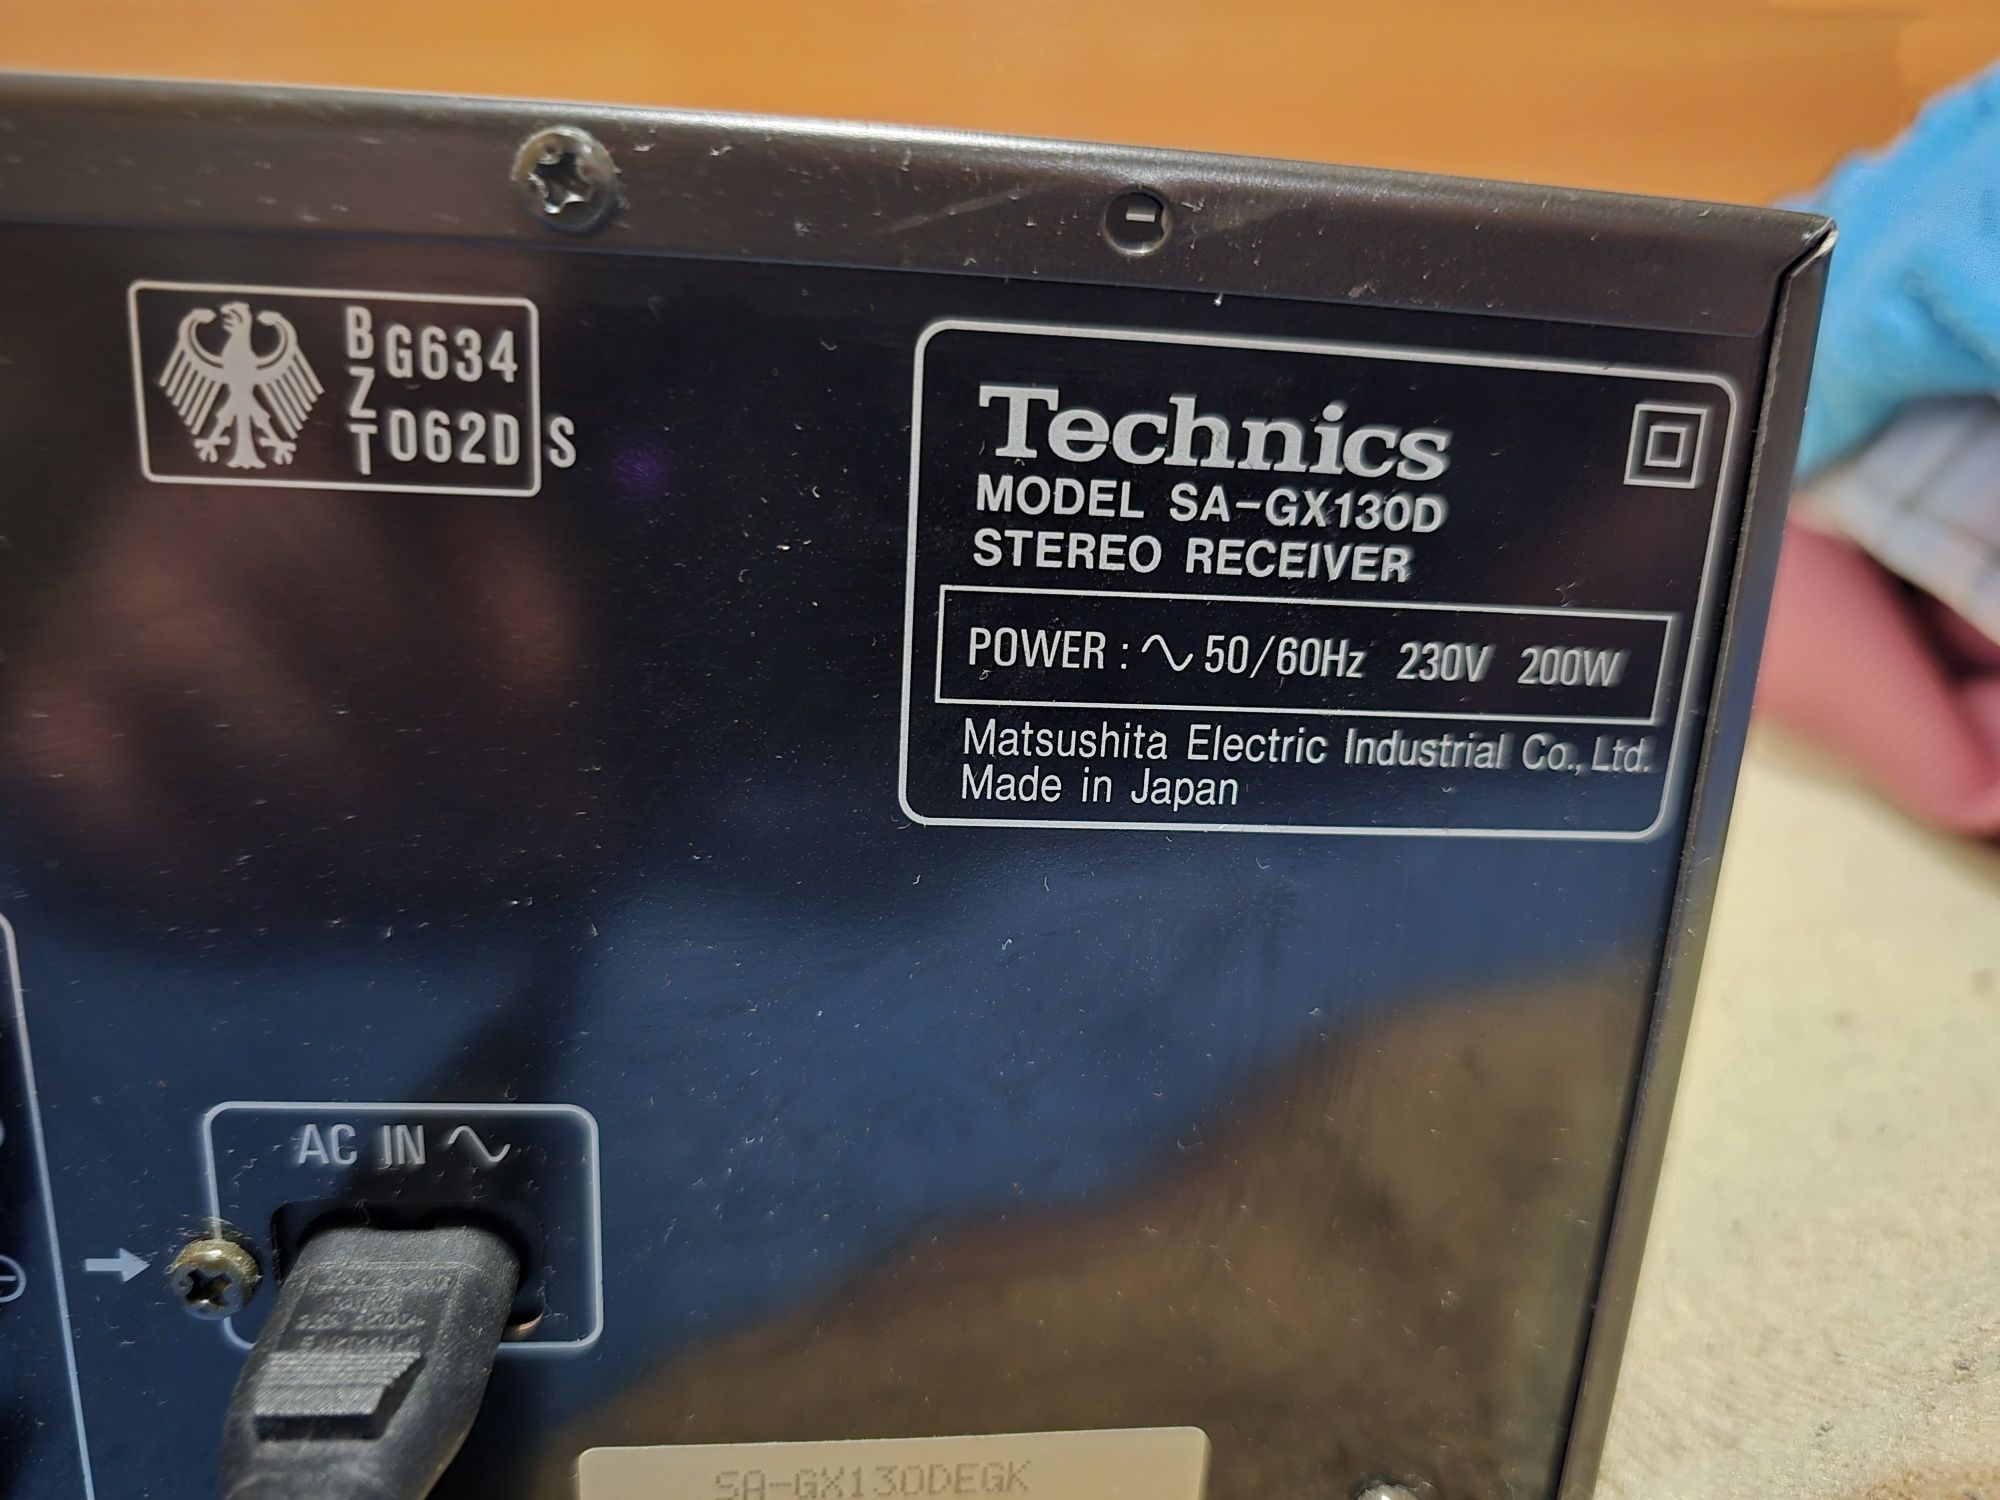 BZT
G634
062D S
Technics
MODEL SA-GX130D
STEREO RECEIVER
POWER : ∿ 50/60Hz 230V 200W
Matsushita Electric Industrial Co., Ltd.
Made in Japan
AC IN ∿
SA-GX130DEGK